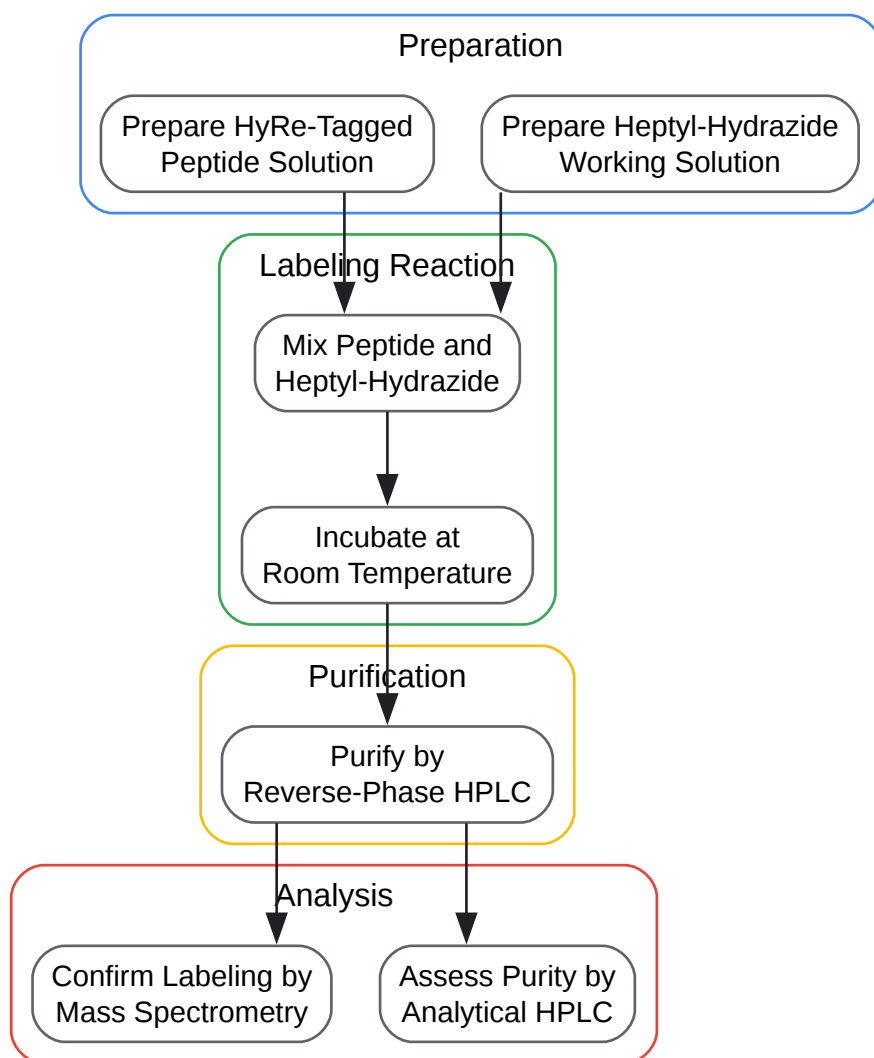 Preparation
Prepare HyRe-Tagged
Peptide Solution
Prepare Heptyl-Hydrazide
Working Solution
Labeling Reaction
Mix Peptide and
Heptyl-Hydrazide
Incubate at
Room Temperature
Purification
Purify by
Reverse-Phase HPLC
Analysis
Confirm Labeling by
Mass Spectrometry
Assess Purity by
Analytical HPLC